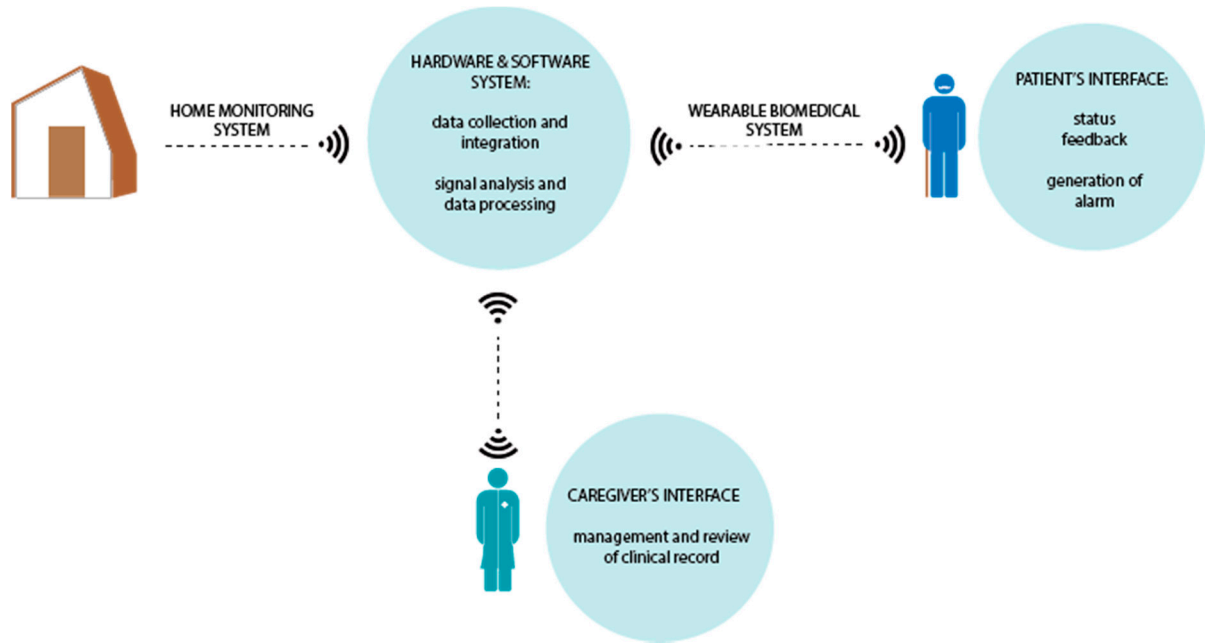 HARDWARE & SOFTWARE
SYSTEM:
data collection and
integration
signal analysis and
data processing
HOME MONITORING
SYSTEM
WEARABLE BIOMEDICAL
SYSTEM
PATIENT'S INTERFACE:
status
feedback
generation of
alarm
CAREGIVER'S INTERFACE
management and review
of clinical record